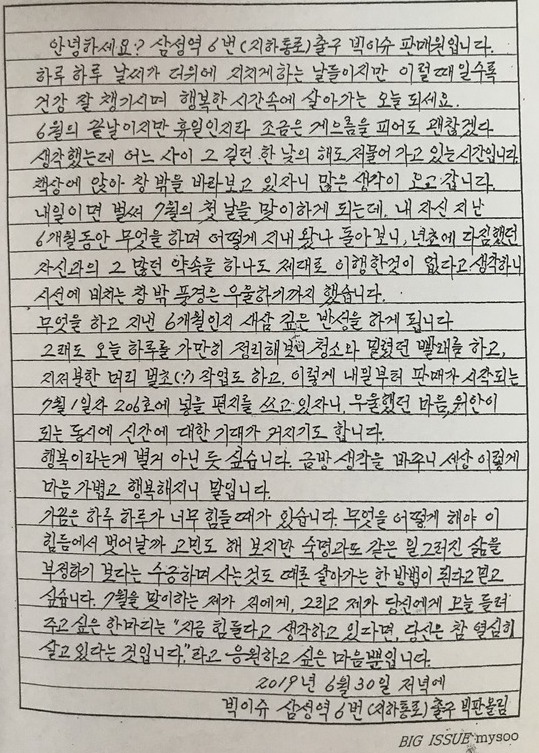 안녕하세요? 삼성역 6번 (지하통로) 출구 빅이슈 판매원입니다.
하루 하루 날씨가 더위에 지치게하는 날들이지만 이럴때일수록
건강 잘 챙기시며 행복한 시간속에 살아가는 오늘 되세요.
6월의 끝날이지만 휴일인지라 조금은 게으름을 피어도 괜찮겠다
생각했는데 어느 사이 그 길던 한 낮의 해도 저물어 가고 있는 시간입니다.
책상에 앉아 창 밖을 바라보고 있자니 많은 생각이 오고 갑니다.
내일이면 벌써 7월의 첫 날을 맞이하게 되는데. 내 자신 지난
6개월동안 무엇을 하며 어떻게 지내 왔나 돌아보니, 년초에 다짐했던
자신과의 그 많던 약속을 하나도 제대로 이행한것이 없다고 생각하니
시선에 비치는 창 밖 풍경은 우울하기까지 했습니다.
무엇을 하고 지낸 6개월인지 새삼 깊은 반성을 하게 됩니다
그래도 오늘 하루를 가만히 정리해보니 청소와 밀렸던 빨래를 하고,
지저분한 머리 벌초(?) 작업도 하고, 이렇게 내일부터 판매가 시작되는
7월 1일자 206호에 넣을 편지를 쓰고 있자니, 우울했던 마음, 위안이
되는 동시에 신간에 대한 기대가 커지기도 합니다.
행복이라는게 별거 아닌 듯 싶습니다. 금방 생각을 바꾸니 세상 이렇게
마음 가볍고 행복해지니 말입니다.
가끔은 하루 하루가 너무 힘들 때가 있습니다. 무엇을 어떻게 해야 이
힘듬에서 벗어날까 고민도 해 보지만 숙명과도 같은 일그러진 삶을
부정하기 보다는 수긍하며 사는것도 때로 살아가는 한 방법이 된다고 믿고
싶습니다. 7월을 맞이하는 제가 저에게, 그리고 제가 당신에게 오늘 들려
주고 싶은 한마리는 "지금 힘들다고 생각하고 있다면, 당신은 참 열심히
살고 있다는 것입니다."라고 응원하고 싶은 마음뿐입니다.
2019년 6월 30일 저녁에
빅이슈 삼성역 6번 (지하통로) 출구 빅판올림
BIG ISSUE mysoo